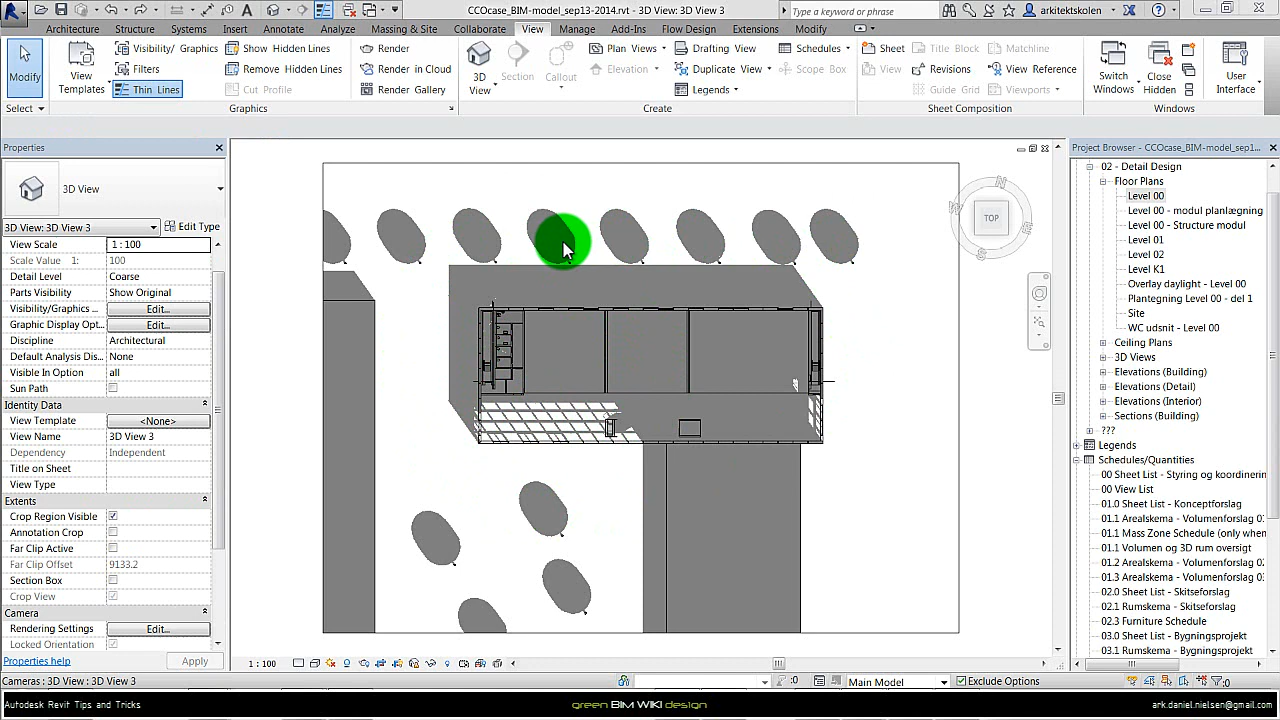 CCOcase_BIM-model_sep13-2014.rvt - 3D View: 3D View 3
Type a keyword or phrase
arkitektskolen
Architecture Structure Systems Insert Annotate Analyze Massing & Site Collaborate View Manage Add-Ins Flow Design Extensions Modify
Modify
Select
View Templates
Visibility/ Graphics
Filters
Thin Lines
Show Hidden Lines
Remove Hidden Lines
Cut Profile
Graphics
Render
Render in Cloud
Render Gallery
3D View
Section
Callout
Plan Views
Elevation
Drafting View
Duplicate View
Legends
Schedules
Scope Box
Create
Sheet
View
Title Block
Revisions
Guide Grid
Matchline
View Reference
Viewports
Sheet Composition
Switch Windows
Close Hidden
Windows
User Interface
Properties
3D View
3D View: 3D View 3
Edit Type
View Scale 1 : 100
Scale Value 1: 100
Detail Level Coarse
Parts Visibility Show Original
Visibility/Graphics ... Edit...
Graphic Display Opt... Edit...
Discipline Architectural
Default Analysis Dis... None
Visible In Option all
Sun Path
Identity Data
View Template <None>
View Name 3D View 3
Dependency Independent
Title on Sheet
View Type
Extents
Crop Region Visible
Annotation Crop
Far Clip Active
Far Clip Offset 9133.2
Section Box
Crop View
Camera
Rendering Settings Edit...
Locked Orientation
Properties help
Apply
TOP
N
E
S
W
Project Browser - CCOcase_BIM-model_sep1...
02 - Detail Design
Floor Plans
Level 00
Level 00 - modul planlægning
Level 00 - Structure modul
Level 01
Level 02
Level K1
Overlay daylight - Level 00
Plantegning Level 00 - del 1
Site
WC udsnit - Level 00
Ceiling Plans
3D Views
Elevations (Building)
Elevations (Detail)
Elevations (Interior)
Sections (Building)
???
Legends
Schedules/Quantities
00 Sheet List - Styring og koordinerin
00 View List
01.0 Sheet List - Konceptforslag
01.1 Arealskema - Volumenforslag 01
01.1 Mass Zone Schedule (only when
01.1 Volumen og 3D rum oversigt
01.2 Arealskema - Volumenforslag 02
01.3 Arealskema - Volumenforslag 03
02.0 Sheet List - Skitseforslag
02.1 Rumskema - Skitseforslag
02.3 Furniture Schedule
03.0 Sheet List - Bygningsprojekt
03.1 Rumskema - Bygningsprojekt
1 : 100
Cameras : 3D View: 3D View 3
:0
Main Model
Exclude Options
:0
Autodesk Revit Tips and Tricks
green BIM WIKI design
ark.daniel.nielsen@gmail.com